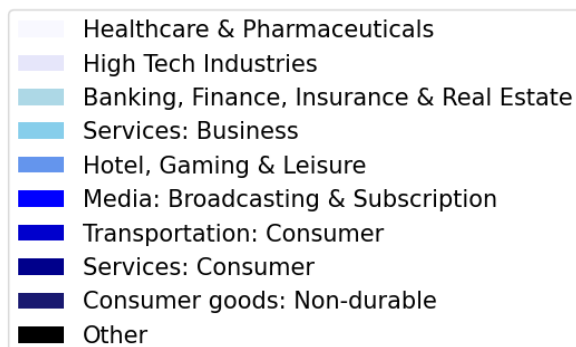 Healthcare & Pharmaceuticals
High Tech Industries
Banking, Finance, Insurance & Real Estate
Services: Business
Hotel, Gaming & Leisure
Media: Broadcasting & Subscription
Transportation: Consumer
Services: Consumer
Consumer goods: Non-durable
Other